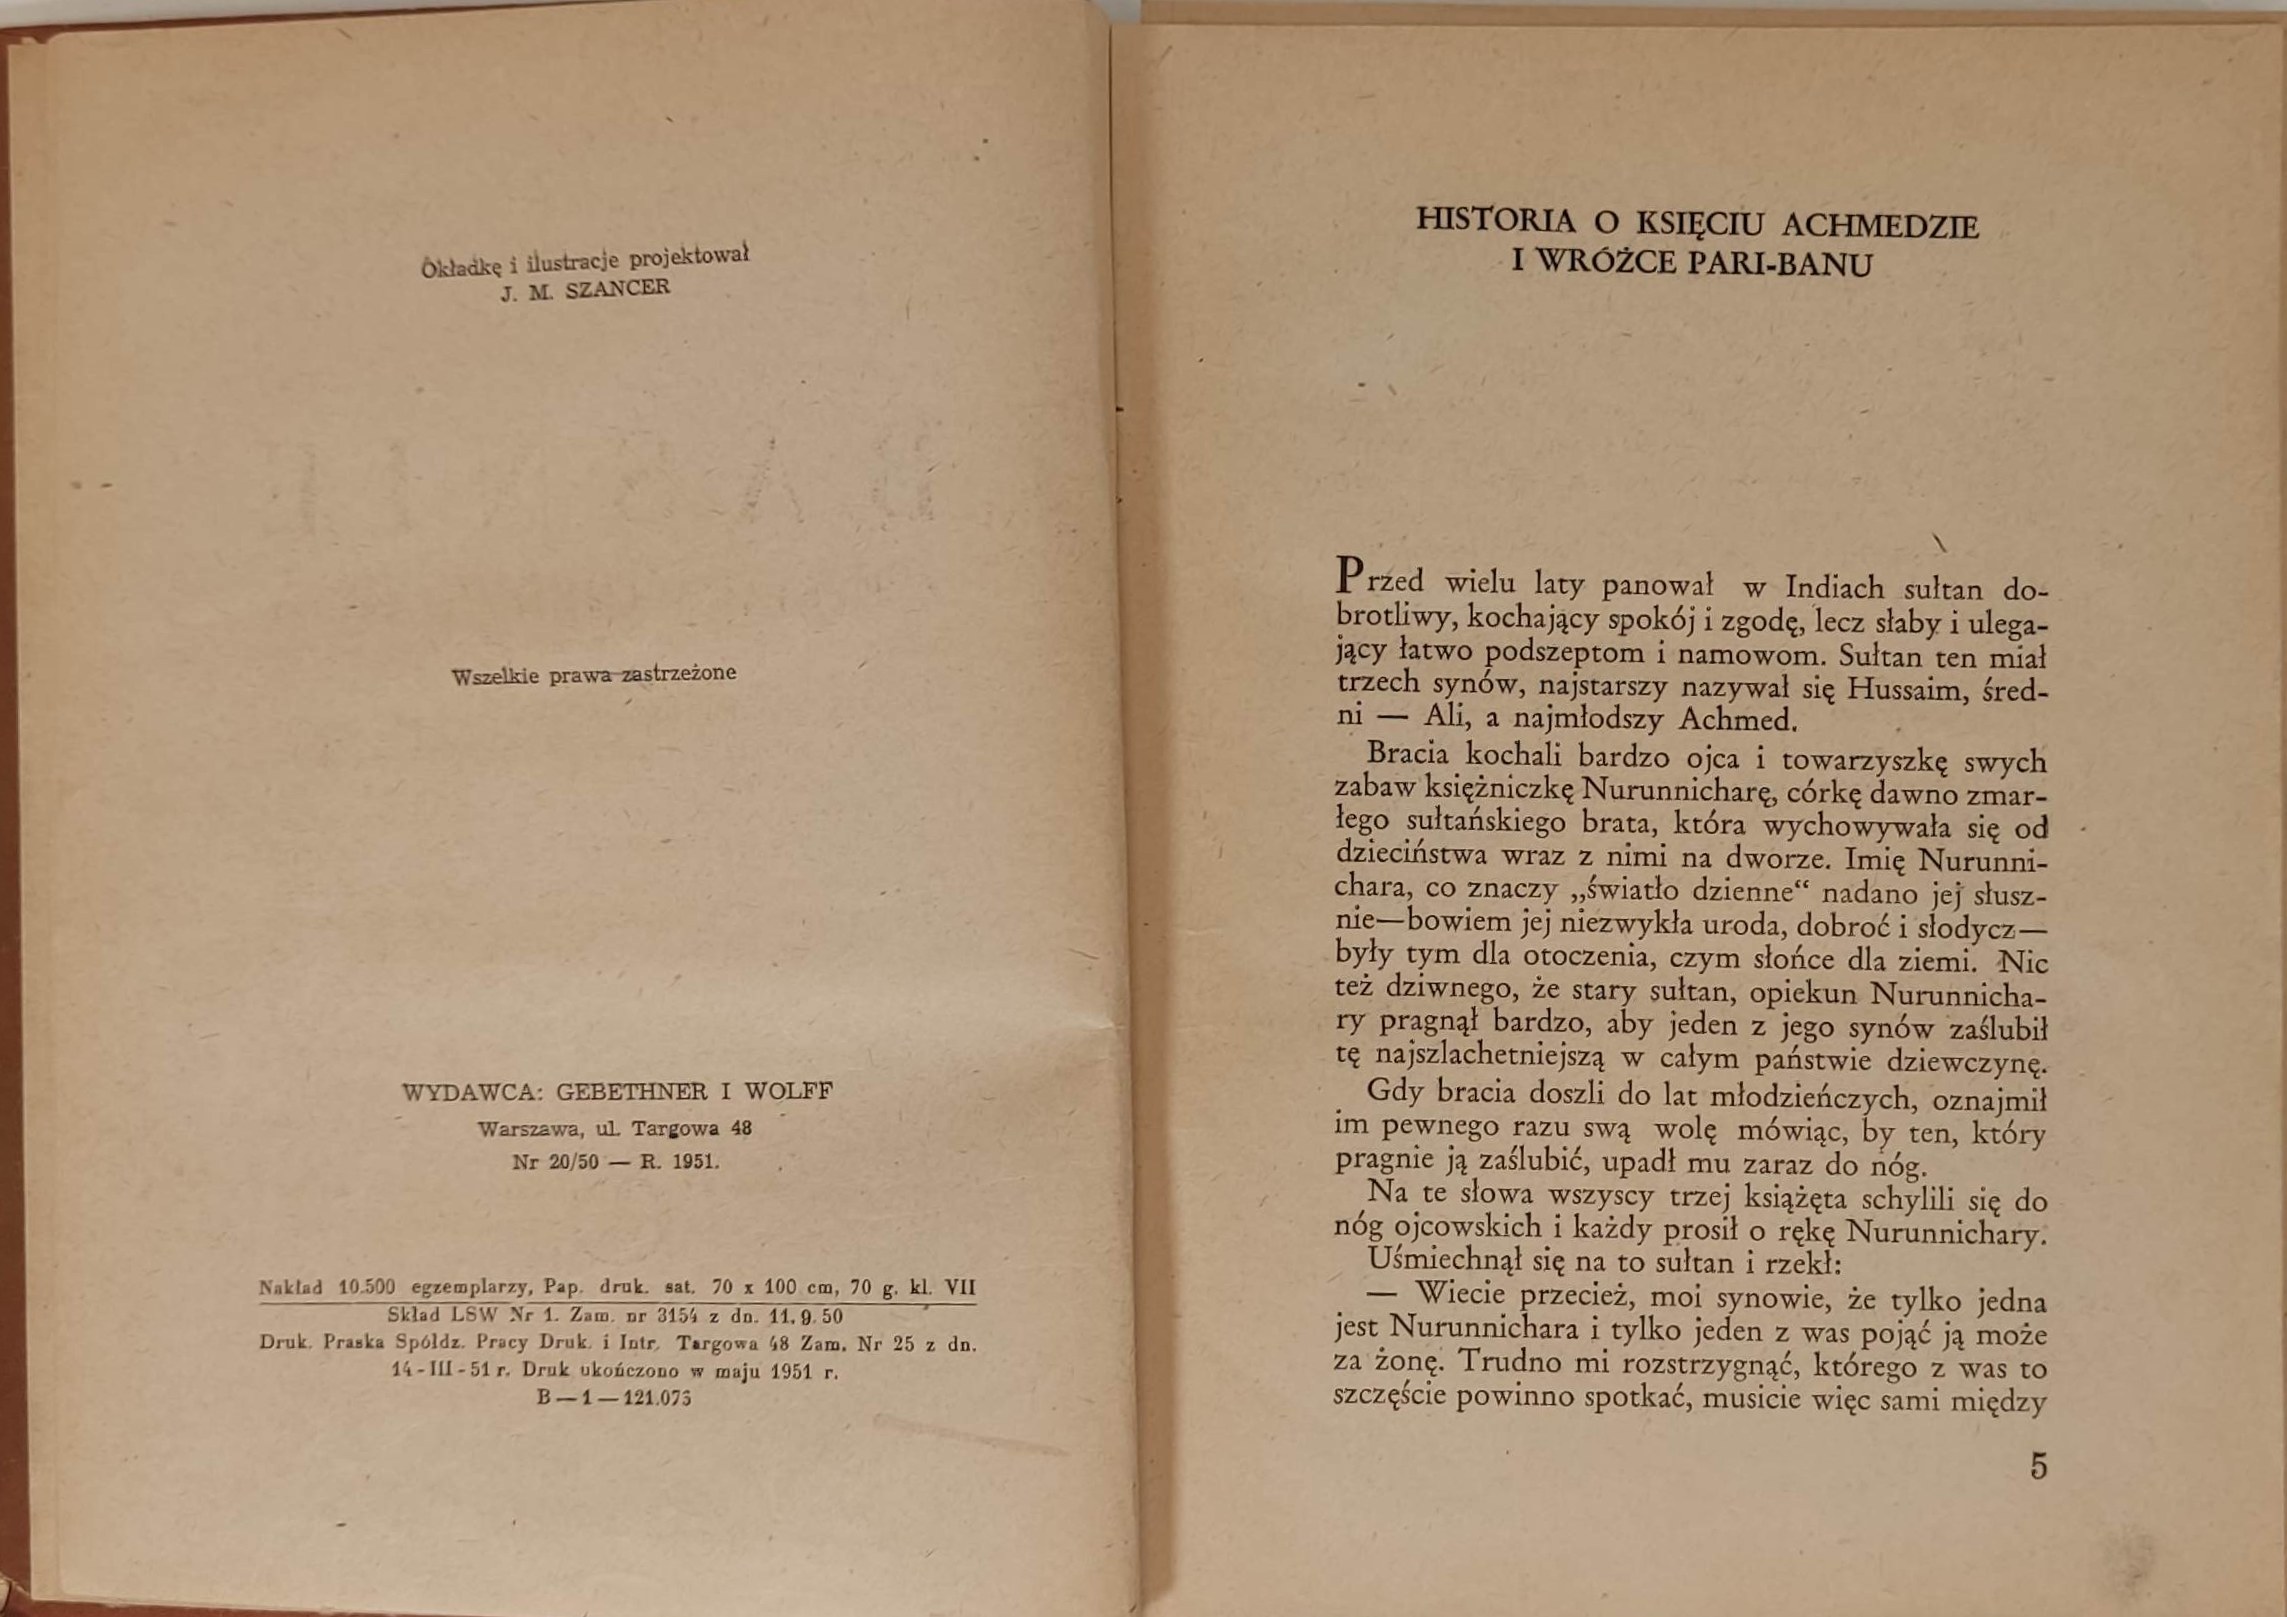 Okładkę i ilustracje projektował
J. M. SZANCER
Wszelkie prawa zastrzeżone
WYDAWCA: GEBETHNER I WOLFF
Warszawa, ul. Targowa 48
Nr 20/50 — R. 1951.
Nakład 10.500 egzemplarzy, Pap. druk. sat. 70 x 100 cm, 70 g. kl. VII
Skład LSW Nr 1. Zam. nr 3154 z dn. 11.9.50
Druk. Praska Spółdz. Pracy Druk. i Intr. Targowa 48 Zam. Nr 25 z dn.
14-III-51 r. Druk ukończono w maju 1951 r.
B — 1 — 121.073
HISTORIA O KSIĘCIU ACHMEDZIE
I WRÓŻCE PARI-BANU
Przed wielu laty panował w Indiach sułtan do-
brotliwy, kochający spokój i zgodę, lecz słaby i ulega-
jący łatwo podszeptom i namowom. Sułtan ten miał
trzech synów, najstarszy nazywał się Hussaim, śred-
ni — Ali, a najmłodszy Achmed.
Bracia kochali bardzo ojca i towarzyszkę swych
zabaw księżniczkę Nurunnicharę, córkę dawno zmar-
łego sułtańskiego brata, która wychowywała się od
dzieciństwa wraz z nimi na dworze. Imię Nurunni-
chara, co znaczy „światło dzienne“ nadano jej słusz-
nie—bowiem jej niezwykła uroda, dobroć i słodycz—
były tym dla otoczenia, czym słońce dla ziemi. Nic
też dziwnego, że stary sułtan, opiekun Nurunnicha-
ry pragnął bardzo, aby jeden z jego synów zaślubił
tę najszlachetniejszą w całym państwie dziewczynę.
Gdy bracia doszli do lat młodzieńczych, oznajmił
im pewnego razu swą wolę mówiąc, by ten, który
pragnie ją zaślubić, upadł mu zaraz do nóg.
Na te słowa wszyscy trzej książęta schylili się do
nóg ojcowskich i każdy prosił o rękę Nurunnichary.
Uśmiechnął się na to sułtan i rzekł:
— Wiecie przecież, moi synowie, że tylko jedna
jest Nurunnichara i tylko jeden z was pojąć ją może
za żonę. Trudno mi rozstrzygnąć, którego z was to
szczęście powinno spotkać, musicie więc sami między
5